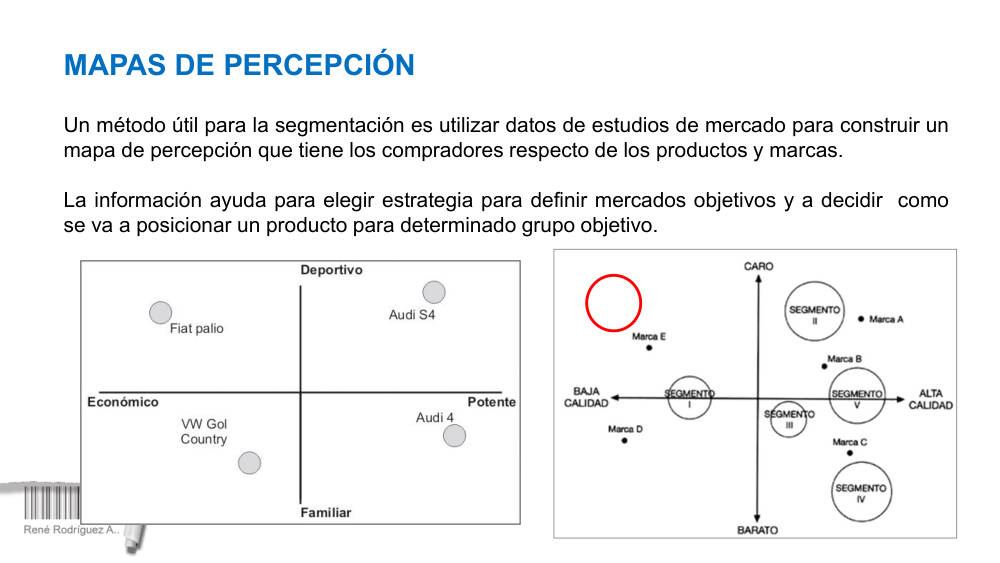 MAPAS DE PERCEPCIÓN
Un método útil para la segmentación es utilizar datos de estudios de mercado para construir un
mapa de percepción que tiene los compradores respecto de los productos y marcas.
La información ayuda para elegir estrategia para definir mercados objetivos y a decidir como
se va a posicionar un producto para determinado grupo objetivo.
Deportivo
Fiat palio
Audi S4
Económico
Potente
VW Gol
Country
Audi 4
Familiar
CARO
SEGMENTO
II
Marca A
Marca E
Marca B
BAJA
CALIDAD
SEGMENTO
I
SEGMENTO
V
ALTA
CALIDAD
SEGMENTO
III
Marca D
Marca C
SEGMENTO
IV
BARATO
René Rodríguez A..